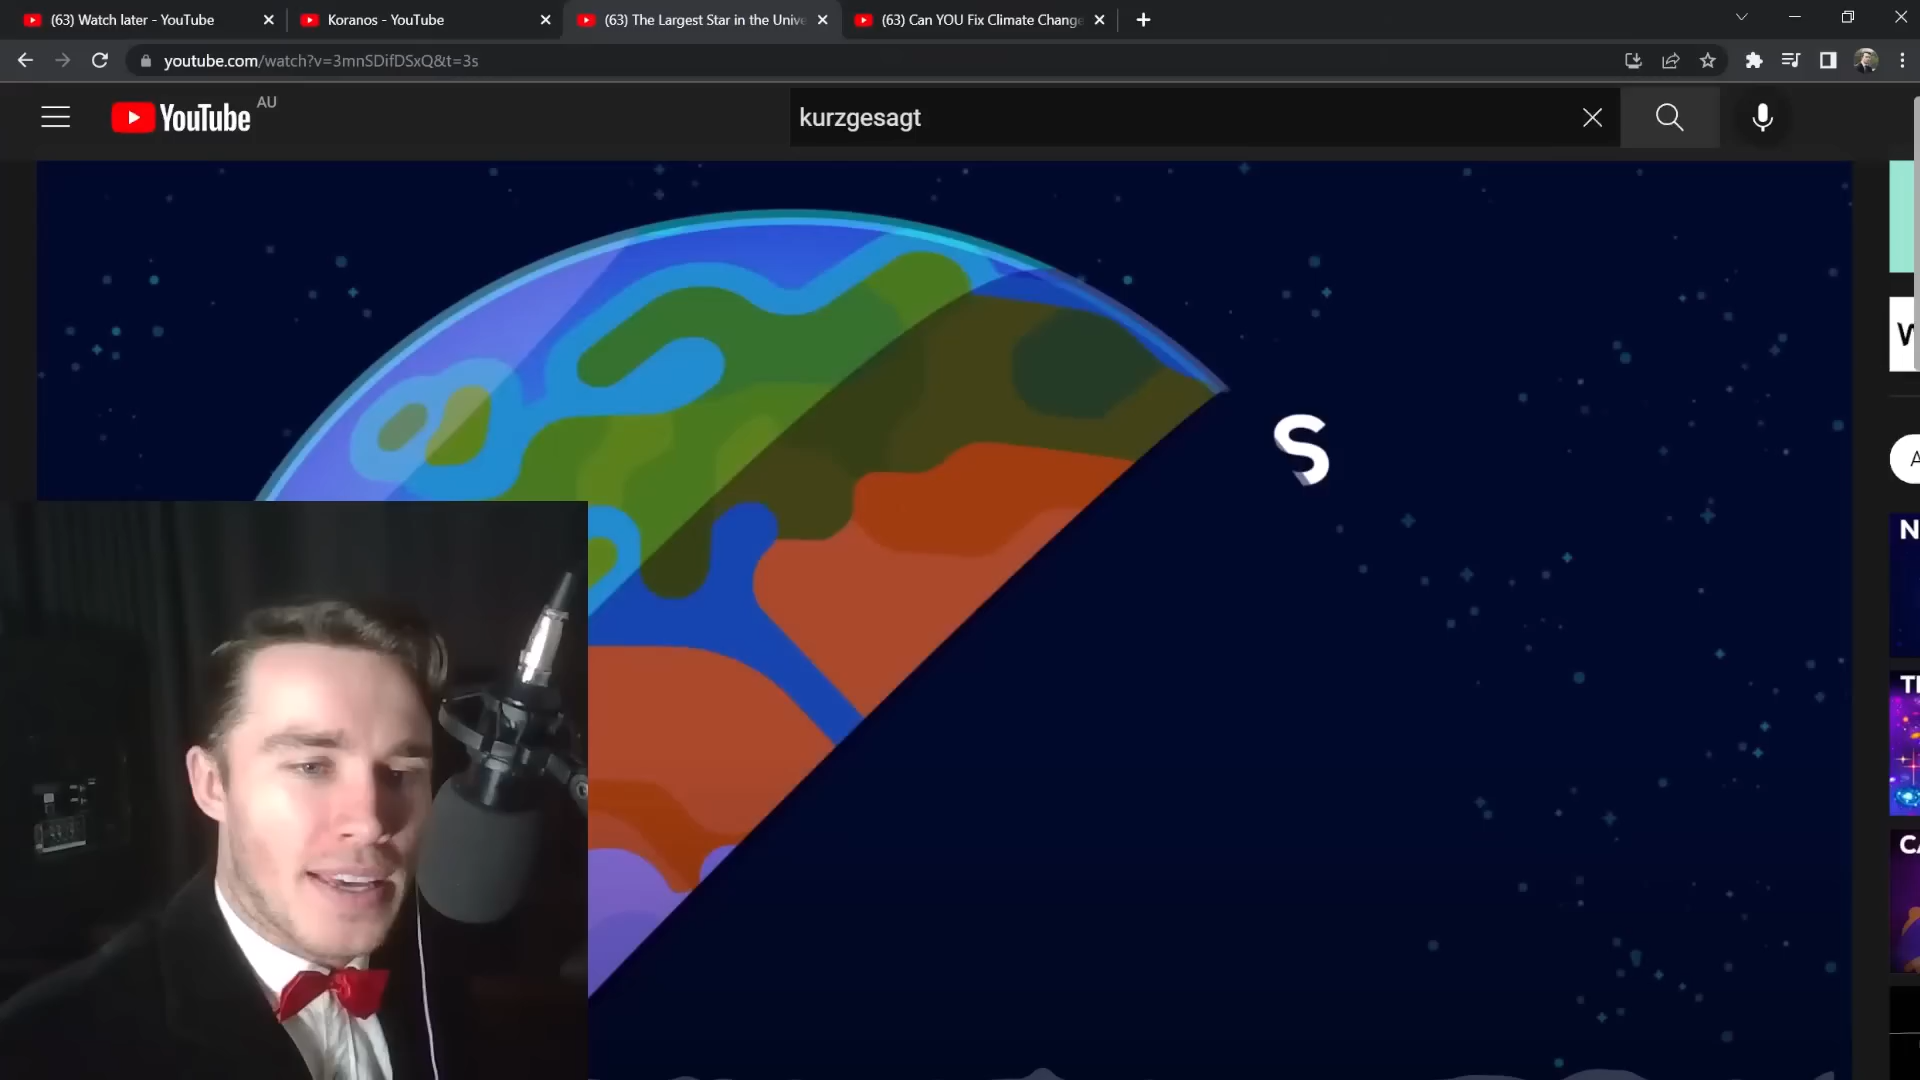 (63) Watch later - YouTube
Koranos - YouTube
(63) The Largest Star in the Unive
(63) Can YOU Fix Climate Change
youtube.com/watch?v=3mnSDifDSxQ&t=3s
YouTube
AU
kurzgesagt
S
W
A
N
T
CA